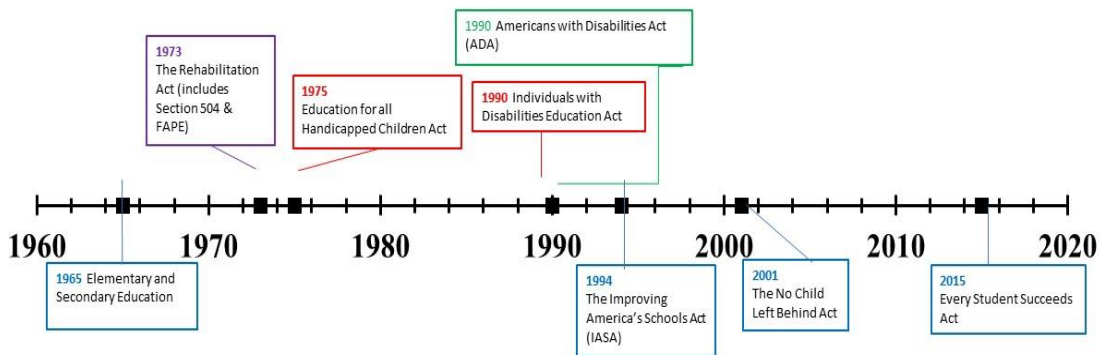 1990 Americans with Disabilities Act
(ADA)
1973
The Rehabilitation
Act (includes
Section 504 &
FAPE)
1975
Education for all
Handicapped Children Act
1990 Individuals with
Disabilities Education Act
1960
1970
1980
1990
2000
2010
2020
1965 Elementary and
Secondary Education
1994
The Improving
America's Schools Act
(IASA)
2001
The No Child
Left Behind Act
2015
Every Student Succeeds
Act